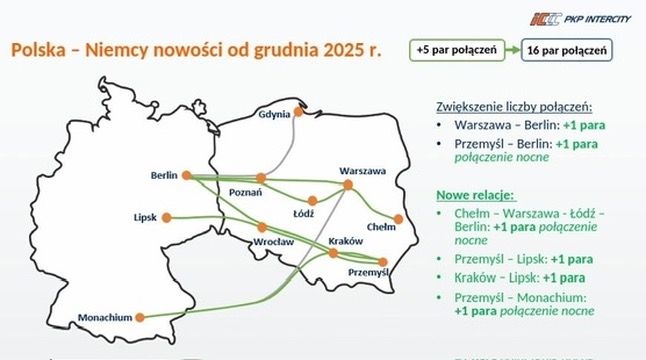 PKP INTERCITY
Polska – Niemcy nowości od grudnia 2025 r.
+5 par połączeń
16 par połączeń
Gdynia
Berlin
Poznań
Warszawa
Łódź
Chełm
Lipsk
Wrocław
Kraków
Przemyśl
Monachium
Zwiększenie liczby połączeń:
• Warszawa – Berlin: +1 para
• Przemyśl – Berlin: +1 para
połączenie nocne
Nowe relacje:
• Chełm – Warszawa - Łódź –
Berlin: +1 para połączenie
nocne
• Przemyśl – Lipsk: +1 para
• Kraków – Lipsk: +1 para
• Przemyśl – Monachium:
+1 para połączenie nocne